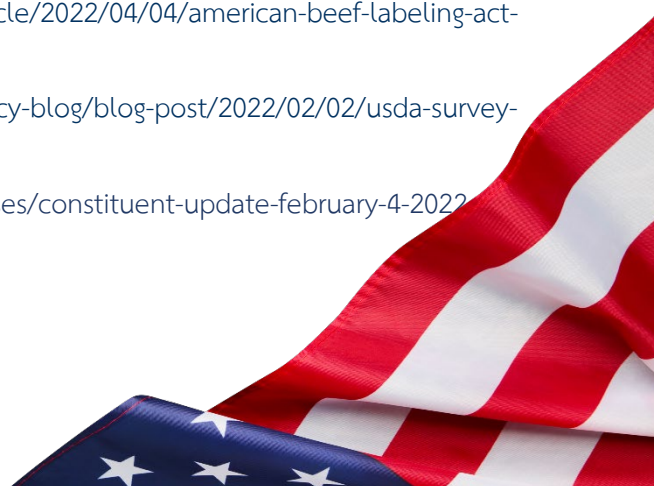 cle/2022/04/04/american-beef-labeling-act-
cy-blog/blog-post/2022/02/02/usda-survey-
es/constituent-update-february-4-2022